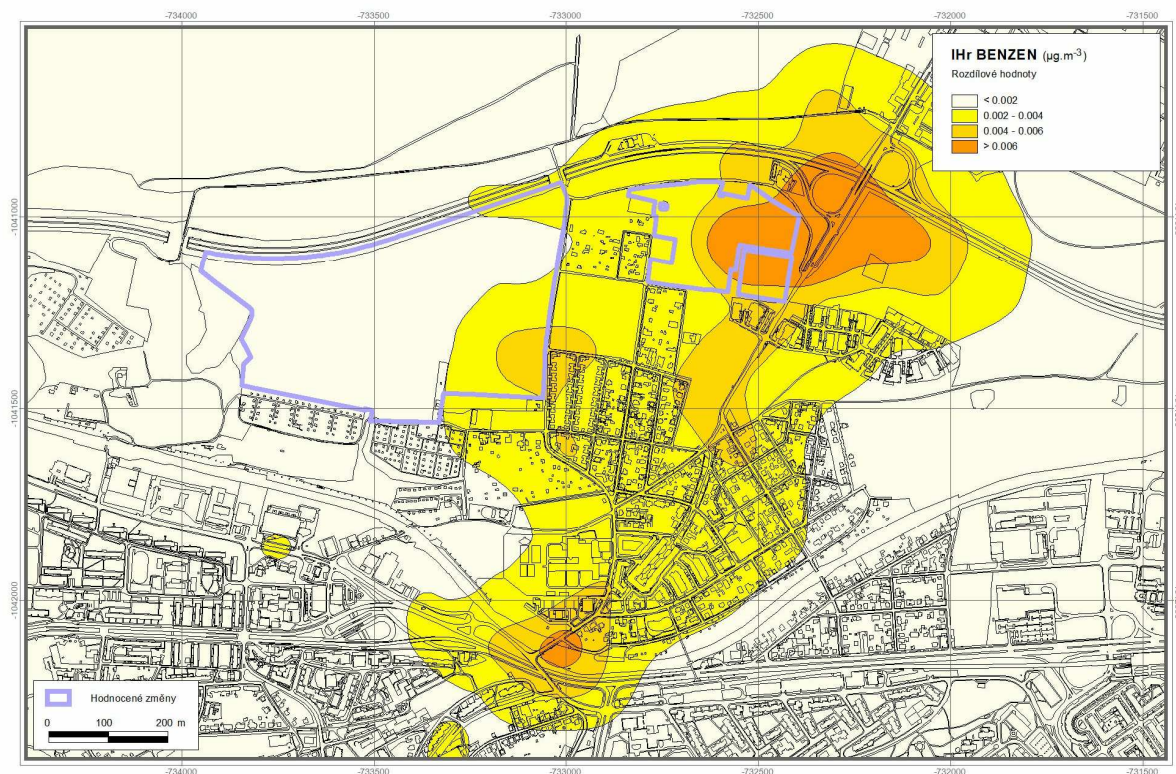 -734000 -733500 -733000 -732500 -732000 -731500
IHr BENZEN (µg.m⁻³)
Rozdílové hodnoty
< 0.002
0.002 - 0.004
0.004 - 0.006
> 0.006
-1041000
-1041500
-1042000
Hodnocené změny
0 100 200 m
-734000 -733500 -733000 -732500 -732000 -731500